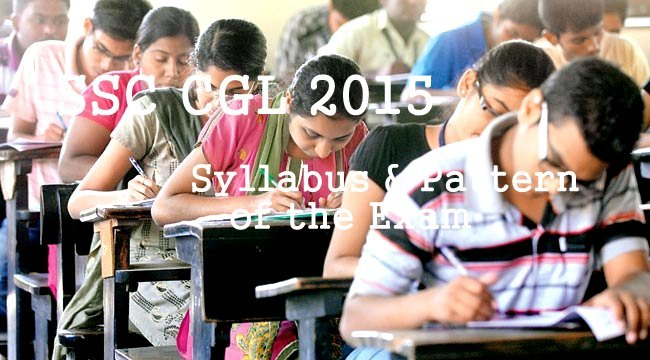 SSC CGL 2015
Syllabus & Pattern
of the Exam